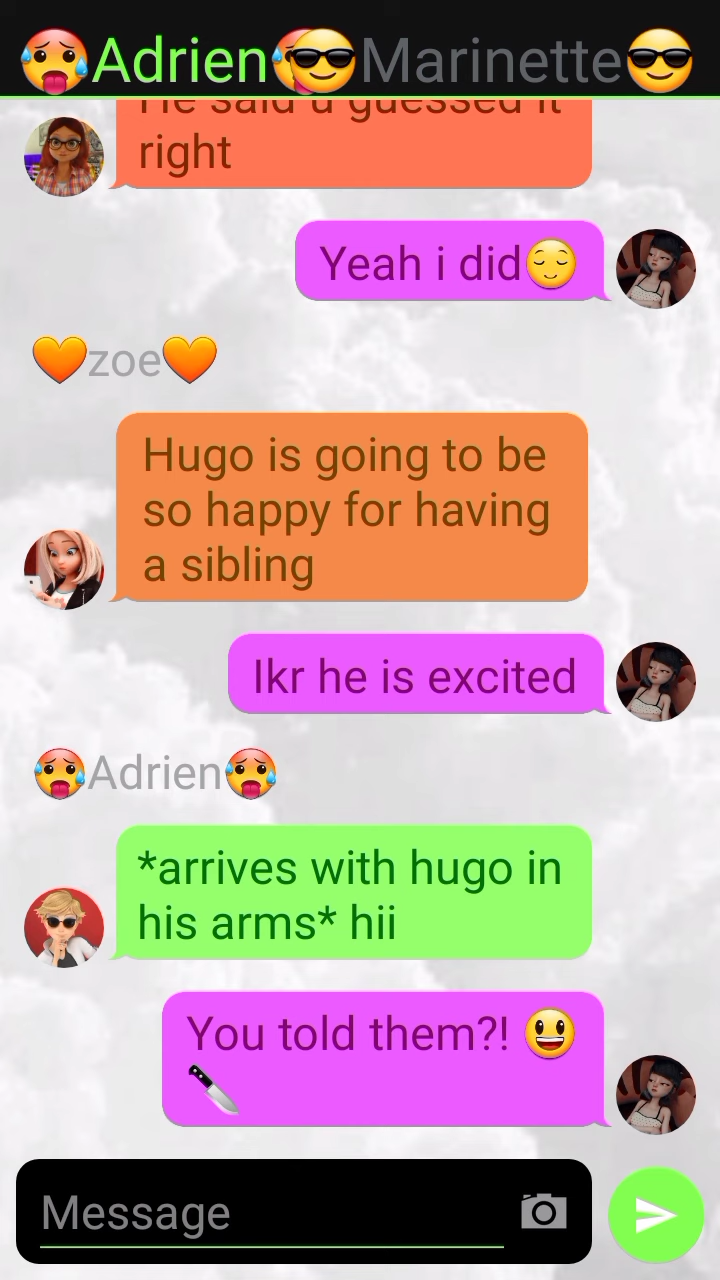 🥵Adrien🥵😎Marinette😎
He said u guessed it
right
Yeah i did😌
🧡zoe🧡
Hugo is going to be
so happy for having
a sibling
Ikr he is excited
🥵Adrien🥵
*arrives with hugo in
his arms* hii
You told them?! 😃
🔪
Message